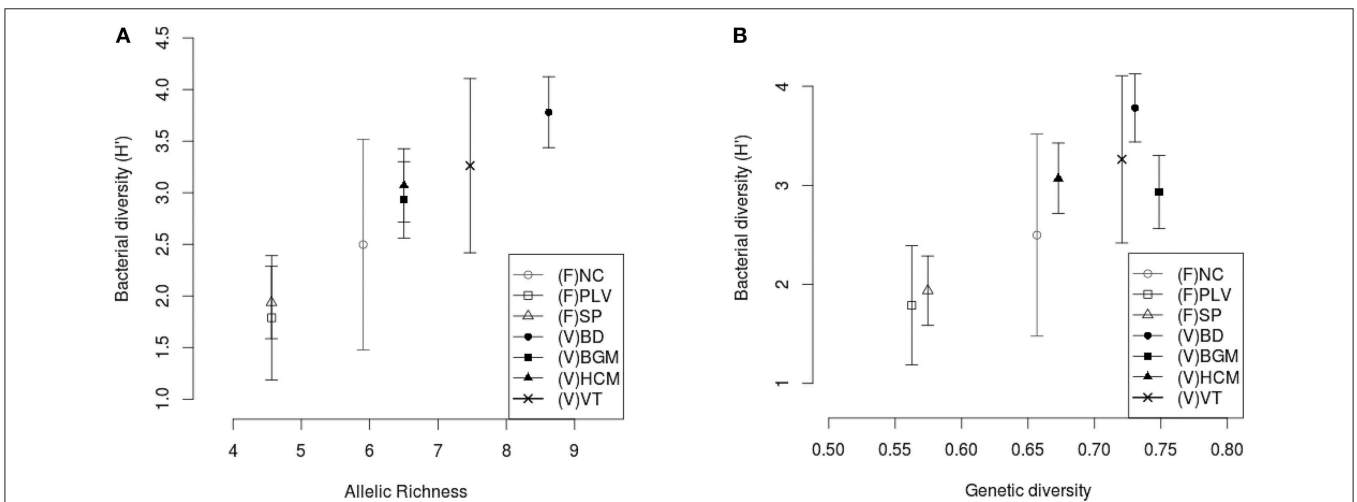 A
Bacterial diversity (H')
4.5
4.0
3.5
3.0
2.5
2.0
1.5
1.0
(F)NC
(F)PLV
(F)SP
(V)BD
(V)BGM
(V)HCM
(V)VT
4 5 6 7 8 9
Allelic Richness
B
Bacterial diversity (H')
4
3
2
1
(F)NC
(F)PLV
(F)SP
(V)BD
(V)BGM
(V)HCM
(V)VT
0.50 0.55 0.60 0.65 0.70 0.75 0.80
Genetic diversity